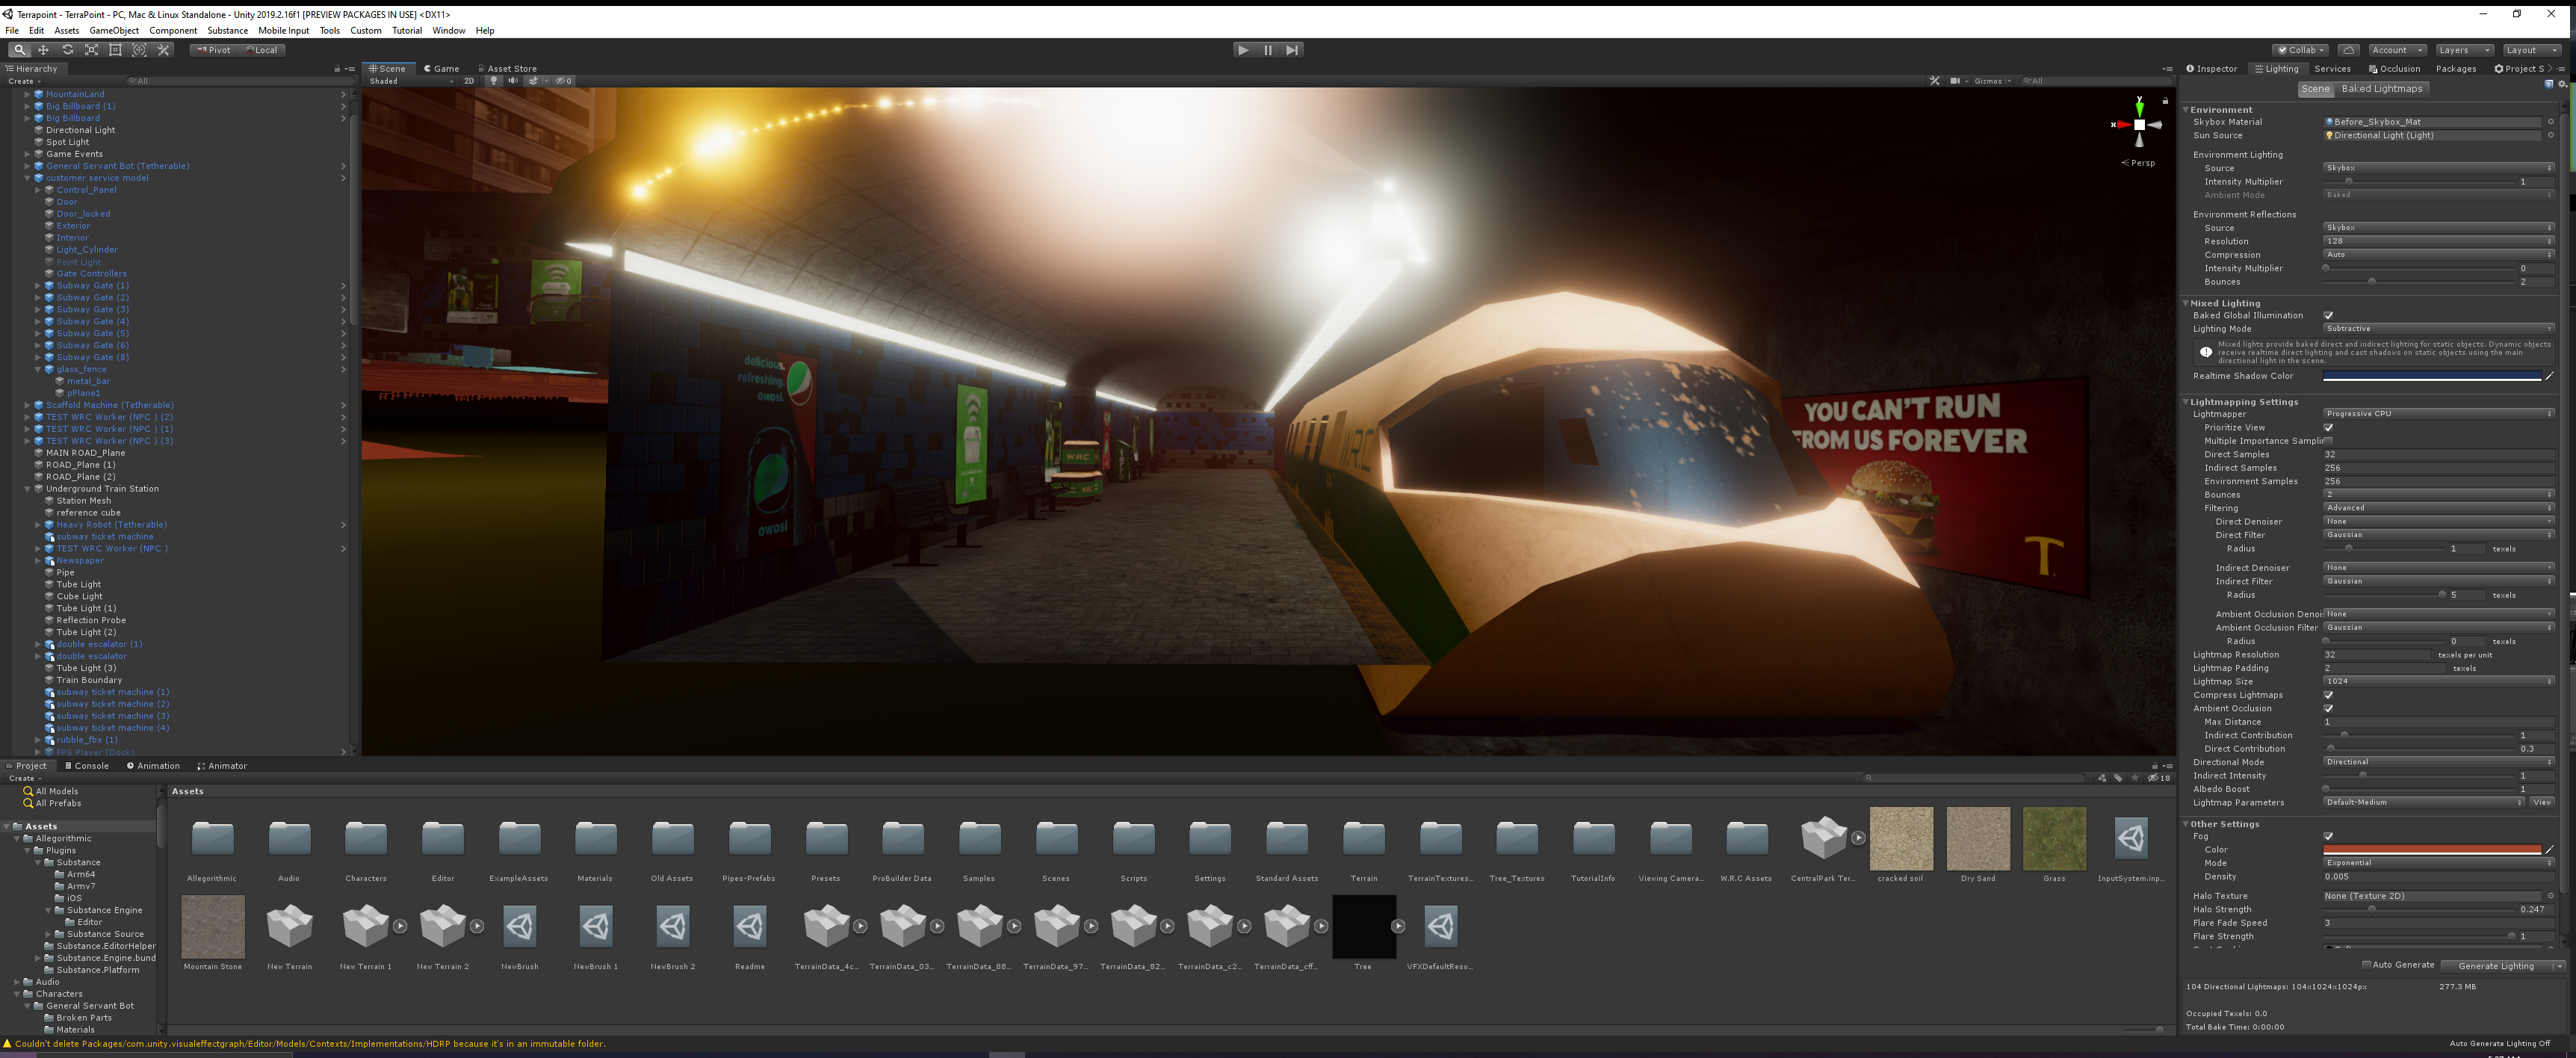 Terrapoint - TerraPoint - PC, Mac & Linux Standalone - Unity 2019.2.16f1 [PREVIEW PACKAGES IN USE] <DX11>
File Edit Assets GameObject Component Substance Mobile Input Tools Custom Tutorial Window Help
Pivot Local
Collab Account Layers Layout
Hierarchy
Create All
MountainLand
Big Billboard (1)
Big Billboard
Directional Light
Spot Light
Game Events
General Servant Bot (Tetherable)
customer service model
Control_Panel
Door
Door_locked
Exterior
Interior
Light_Cylinder
Point Light
Gate Controllers
Subway Gate (1)
Subway Gate (2)
Subway Gate (3)
Subway Gate (4)
Subway Gate (5)
Subway Gate (6)
Subway Gate (8)
glass_fence
metal_bar
pPlane1
Scaffold Machine (Tetherable)
TEST WRC Worker (NPC ) (2)
TEST WRC Worker (NPC ) (1)
TEST WRC Worker (NPC ) (3)
MAIN ROAD_Plane
ROAD_Plane (1)
ROAD_Plane (2)
Underground Train Station
Station Mesh
reference cube
Heavy Robot (Tetherable)
subway ticket machine
TEST WRC Worker (NPC )
Newspaper
Pipe
Tube Light
Cube Light
Tube Light (1)
Reflection Probe
Tube Light (2)
double escalator (1)
double escalator
Tube Light (3)
Train Boundary
subway ticket machine (1)
subway ticket machine (2)
subway ticket machine (3)
subway ticket machine (4)
rubble_fbx (1)
FPS Player (Dock)
Scene Game Asset Store
Shaded 2D 0 Gizmos All
y
x
Persp
delicious.
refreshing.
owosi.
owosi
W.R.C
W.R.C
YOU CAN'T RUN
FROM US FOREVER
Inspector Lighting Services Occlusion Packages Project S
Scene Baked Lightmaps
Environment
Skybox Material Before_Skybox_Mat
Sun Source Directional Light (Light)
Environment Lighting
Source Skybox
Intensity Multiplier 1
Ambient Mode Baked
Environment Reflections
Source Skybox
Resolution 128
Compression Auto
Intensity Multiplier 0
Bounces 2
Mixed Lighting
Baked Global Illumination
Lighting Mode Subtractive
Mixed lights provide baked direct and indirect lighting for static objects. Dynamic objects
receive realtime direct lighting and cast shadows on static objects using the main
directional light in the scene.
Realtime Shadow Color
Lightmapping Settings
Lightmapper Progressive CPU
Prioritize View
Multiple Importance Samplin
Direct Samples 32
Indirect Samples 256
Environment Samples 256
Bounces 2
Filtering Advanced
Direct Denoiser None
Direct Filter Gaussian
Radius 1 texels
Indirect Denoiser None
Indirect Filter Gaussian
Radius 5 texels
Ambient Occlusion Denoi None
Ambient Occlusion Filter Gaussian
Radius 0 texels
Lightmap Resolution 32 texels per unit
Lightmap Padding 2 texels
Lightmap Size 1024
Compress Lightmaps
Ambient Occlusion
Max Distance 1
Indirect Contribution 1
Direct Contribution 0.3
Directional Mode Directional
Indirect Intensity 1
Albedo Boost 1
Lightmap Parameters Default-Medium View
Other Settings
Fog
Color
Mode Exponential
Density 0.005
Halo Texture None (Texture 2D)
Halo Strength 0.247
Flare Fade Speed 3
Flare Strength 1
Auto Generate Generate Lighting
104 Directional Lightmaps: 104x1024x1024px 277.3 MB
Occupied Texels: 0.0
Total Bake Time: 0:00:00
Auto Generate Lighting Off
Project Console Animation Animator
Create 18
All Models
All Prefabs
Assets
Allegorithmic
Plugins
Substance
Arm64
Armv7
iOS
Substance Engine
Editor
Substance Source
Substance.EditorHelper
Substance.Engine.bund
Substance.Platform
Audio
Characters
General Servant Bot
Broken Parts
Materials
Assets
Allegorithmic Audio Characters Editor ExampleAssets Materials Old Assets Pipes-Prefabs Presets ProBuilder Data Samples Scenes Scripts Settings Standard Assets Terrain TerrainTextures... Tree_Textures TutorialInfo Viewing Camera... W.R.C Assets CentralPark Ter... cracked soil Dry Sand Grass InputSystem.inp...
Mountain Stone New Terrain New Terrain 1 New Terrain 2 NewBrush NewBrush 1 NewBrush 2 Readme TerrainData_4c... TerrainData_03... TerrainData_88... TerrainData_97... TerrainData_82... TerrainData_c2... TerrainData_cff... Tree VFXDefaultReso...
Couldn't delete Packages/com.unity.visualeffectgraph/Editor/Models/Contexts/Implementations/HDRP because it's in an immutable folder.